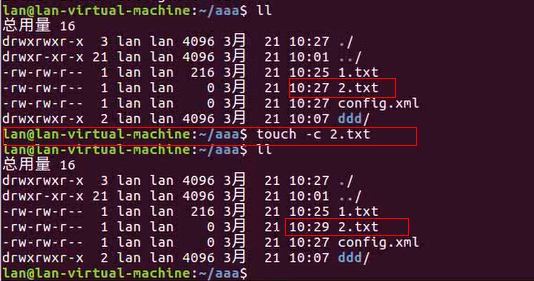 lan@lan-virtual-machine:~/aaa$ ll
总用量 16
drwxrwxr-x  3 lan lan 4096 3月  21 10:27 ./
drwxr-xr-x 21 lan lan 4096 3月  21 10:01 ../
-rw-rw-r--  1 lan lan  216 3月  21 10:25 1.txt
-rw-rw-r--  1 lan lan    0 3月  21 10:27 2.txt
-rw-rw-r--  1 lan lan    0 3月  21 10:27 config.xml
drwxrwxr-x  2 lan lan 4096 3月  21 10:07 ddd/
lan@lan-virtual-machine:~/aaa$ touch -c 2.txt
lan@lan-virtual-machine:~/aaa$ ll
总用量 16
drwxrwxr-x  3 lan lan 4096 3月  21 10:27 ./
drwxr-xr-x 21 lan lan 4096 3月  21 10:01 ../
-rw-rw-r--  1 lan lan  216 3月  21 10:25 1.txt
-rw-rw-r--  1 lan lan    0 3月  21 10:29 2.txt
-rw-rw-r--  1 lan lan    0 3月  21 10:27 config.xml
drwxrwxr-x  2 lan lan 4096 3月  21 10:07 ddd/
lan@lan-virtual-machine:~/aaa$